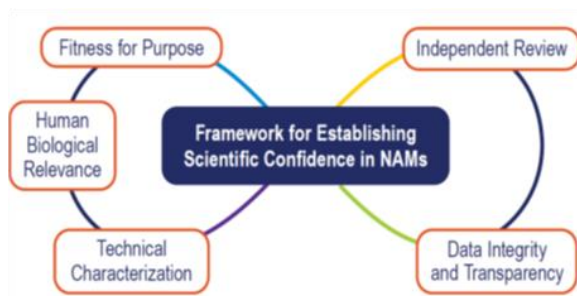 Fitness for Purpose
Independent Review
Human
Biological
Relevance
Framework for Establishing
Scientific Confidence in NAMs
Technical
Characterization
Data Integrity
and Transparency